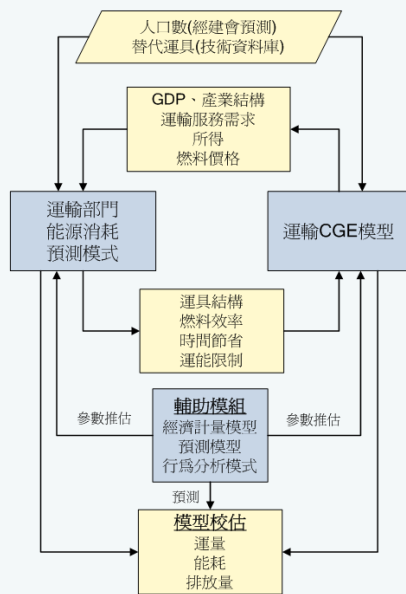 人口數(經建會預測)
替代運具(技術資料庫)
GDP、產業結構
運輸服務需求
所得
燃料價格
運輸部門
能源消耗
預測模式
運輸CGE模型
運具結構
燃料效率
時間節省
運能限制
輔助模組
經濟計量模型
預測模型
行為分析模式
參數推估
參數推估
預測
模型校估
運量
能耗
排放量